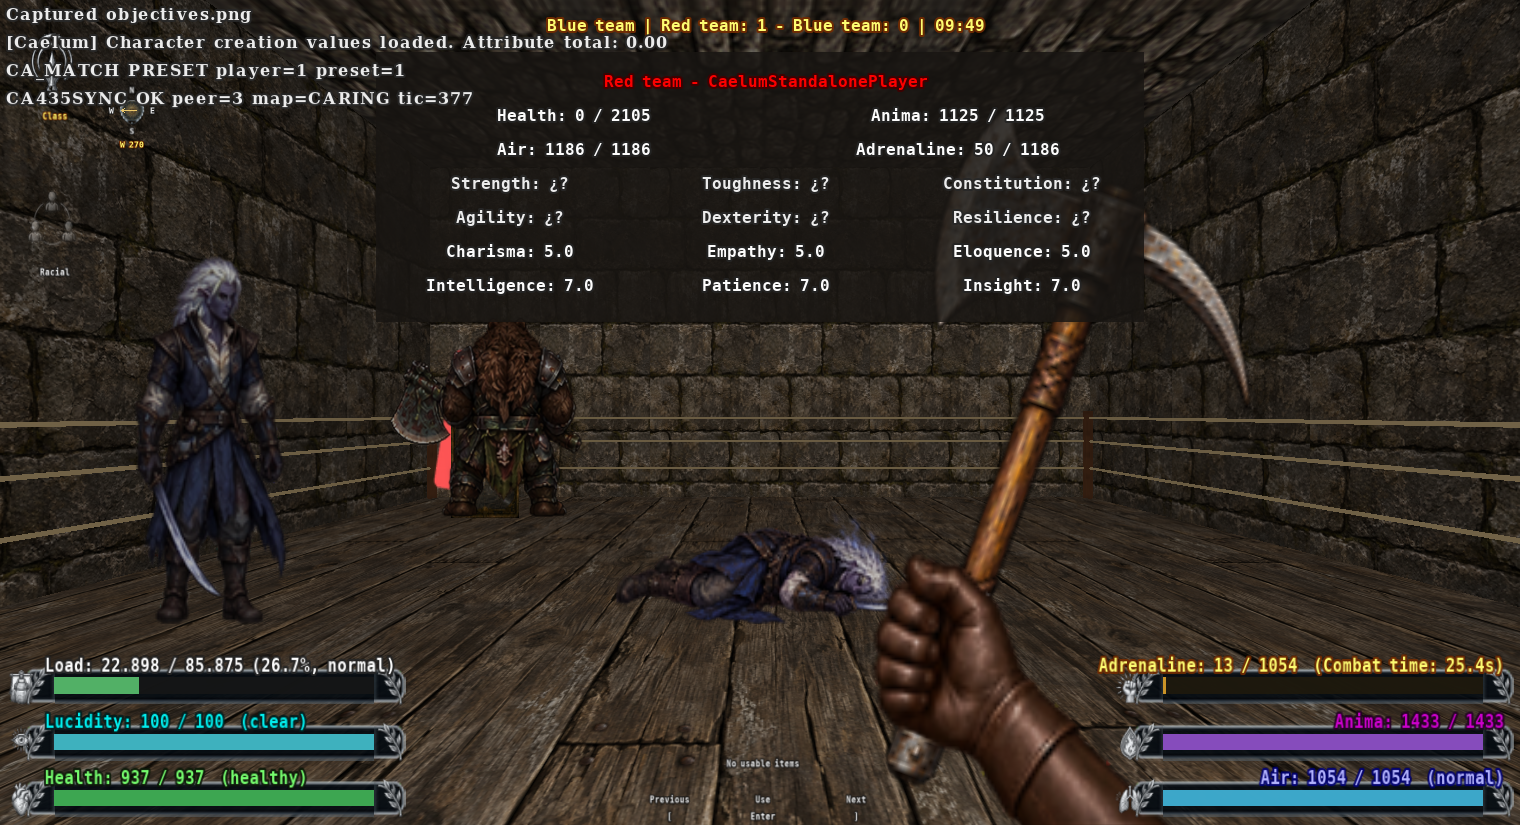 Captured objectives.png
Blue team | Red team: 1 - Blue team: 0 | 09:49
[Caelum] Character creation values loaded. Attribute total: 0.00
CA_MATCH PRESET player=1 preset=1
Red team - CaelumStandalonePlayer
CA435SYNC OK peer=3 map=CARING tic=377
N
W E
S
W 270
Class
Health: 0 / 2105 Anima: 1125 / 1125
Air: 1186 / 1186 Adrenaline: 50 / 1186
Strength: ¿? Toughness: ¿? Constitution: ¿?
Agility: ¿? Dexterity: ¿? Resilience: ¿?
Charisma: 5.0 Empathy: 5.0 Eloquence: 5.0
Intelligence: 7.0 Patience: 7.0 Insight: 7.0
Racial
Load: 22.898 / 85.875 (26.7%, normal)
Adrenaline: 13 / 1054 (Combat time: 25.4s)
Lucidity: 100 / 100 (clear)
Anima: 1433 / 1433
Health: 937 / 937 (healthy)
Air: 1054 / 1054 (normal)
No usable items
Previous Use Next
[ Enter ]